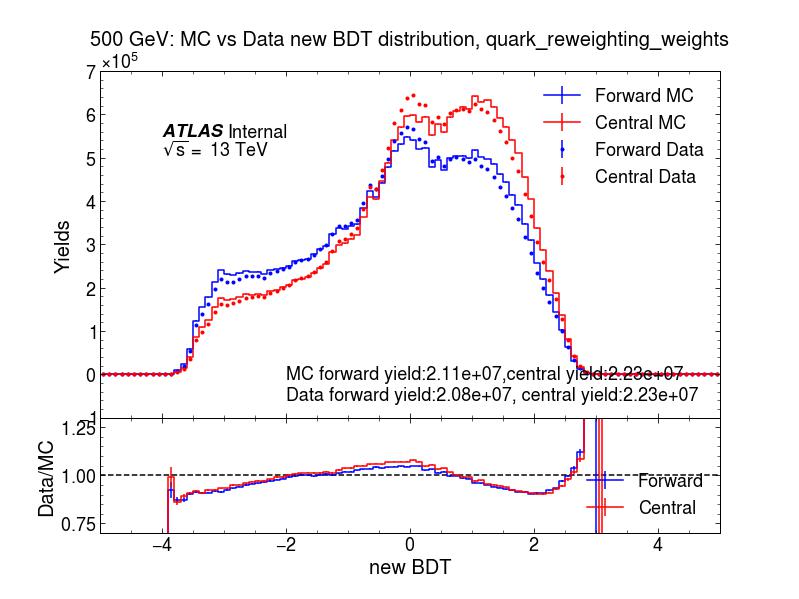 500 GeV: MC vs Data new BDT distribution, quark_reweighting_weights
×10⁵
7
6
5
4
3
2
1
0
−1
Yields
ATLAS Internal
√s = 13 TeV
Forward MC
Central MC
Forward Data
Central Data
MC forward yield:2.11e+07,central yield:2.23e+07
Data forward yield:2.08e+07, central yield:2.23e+07
1.25
1.00
0.75
Data/MC
Forward
Central
−4 −2 0 2 4
new BDT